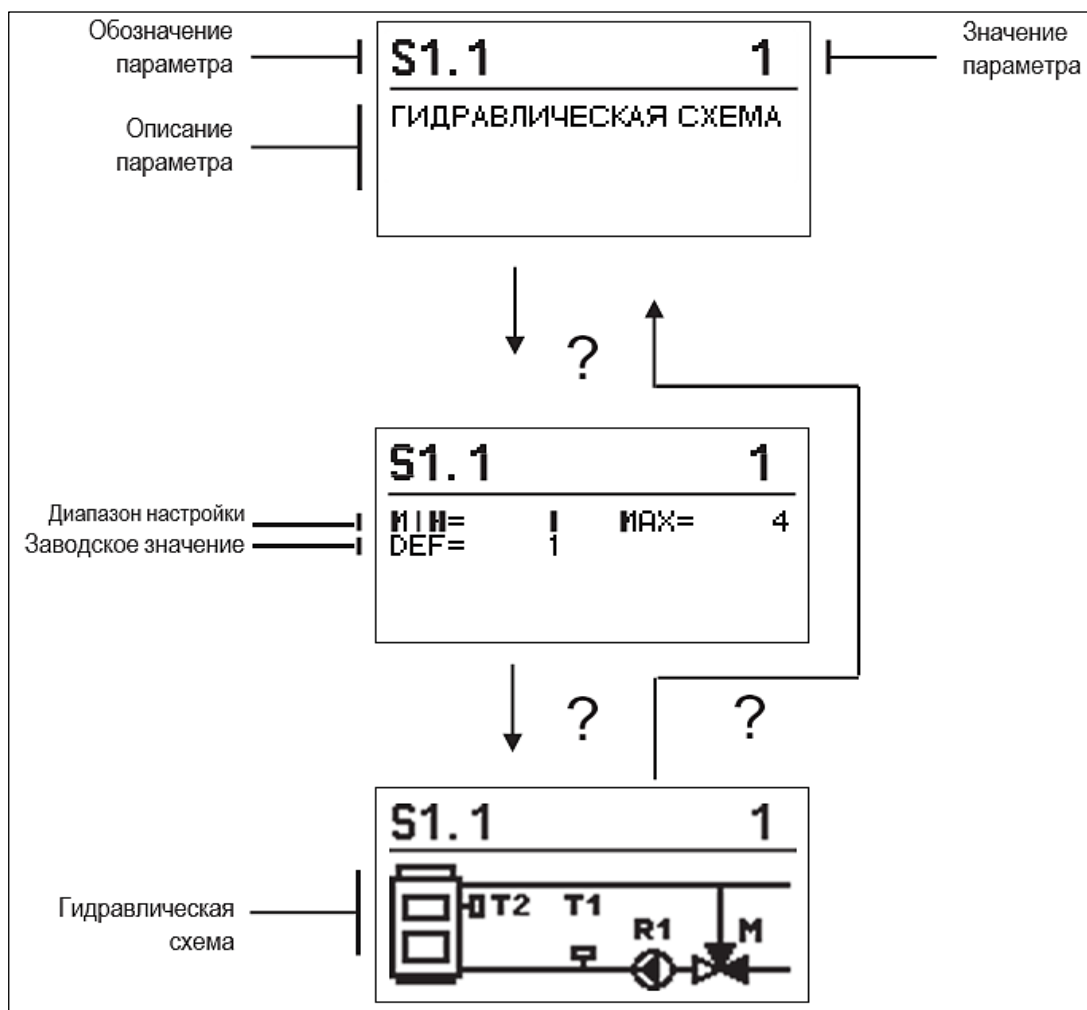 Обозначение
параметра
S1.1 1
Значение
параметра
Описание
параметра
ГИДРАВЛИЧЕСКАЯ СХЕМА
?
S1.1 1
Диапазон настройки
MIN= 1 MAX= 4
Заводское значение
DEF= 1
? ?
S1.1 1
Гидравлическая
схема
T2 T1
R1 M